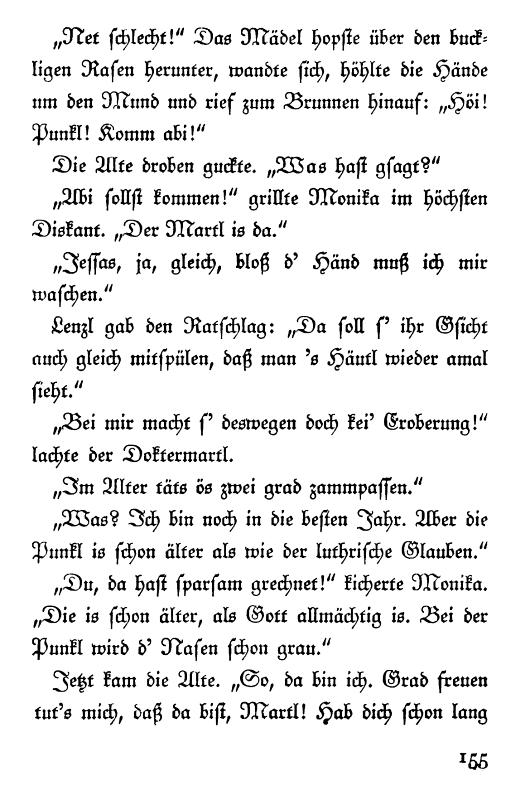 „Net schlecht!“ Das Mädel hopste über den buck-
ligen Rasen herunter, wandte sich, höhlte die Hände
um den Mund und rief zum Brunnen hinauf: „Höi!
Punkl! Komm abi!“
Die Alte droben guckte. „Was hast gsagt?“
„Abi sollst kommen!“ grillte Monika im höchsten
Diskant. „Der Martl is da.“
„Jessas, ja, gleich, bloß d’ Händ muß ich mir
waschen.“
Lenzl gab den Ratschlag: „Da soll s’ ihr Gsicht
auch gleich mitspülen, daß man ’s Häutl wieder amal
sieht.“
„Bei mir macht s’ deswegen doch kei’ Eroberung!“
lachte der Doktermartl.
„Im Alter täts ös zwei grad zammpassen.“
„Was? Ich bin noch in die besten Jahr. Aber die
Punkl is schon älter als wie der luthrische Glauben.“
„Du, da hast sparsam grechnet!“ kicherte Monika.
„Die is schon älter, als Gott allmächtig is. Bei der
Punkl wird d’ Nasen schon grau.“
Jetzt kam die Alte. „So, da bin ich. Grad freuen
tut’s mich, daß da bist, Martl! Hab dich schon lang
155